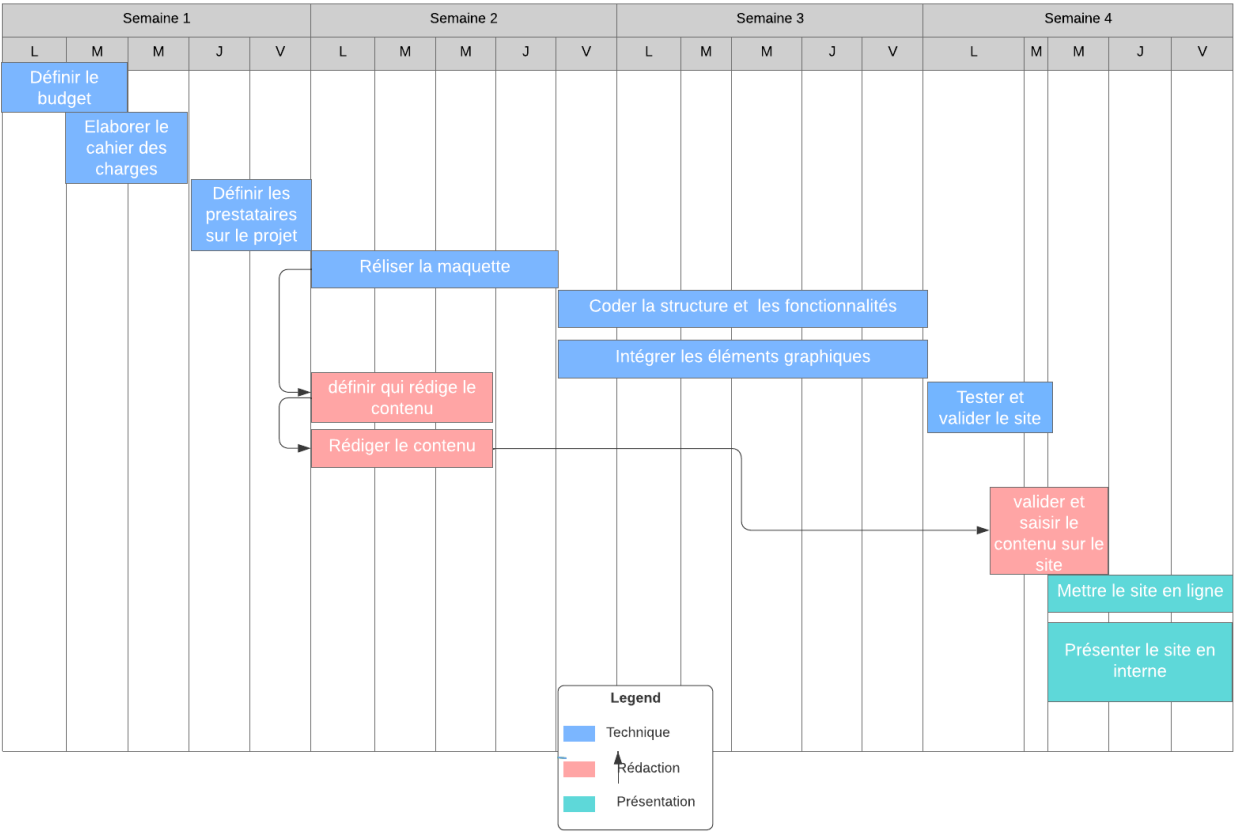 Semaine 1 Semaine 2 Semaine 3 Semaine 4
L M M J V L M M J V L M M J V L M M J V
Définir le
budget
Elaborer le
cahier des
charges
Définir les
prestataires
sur le projet
Réliser la maquette
Coder la structure et les fonctionnalités
Intégrer les éléments graphiques
définir qui rédige le
contenu
Tester et
valider le site
Rédiger le contenu
valider et
saisir le
contenu sur le
site
Mettre le site en ligne
Présenter le site en
interne
Legend
Technique
Rédaction
Présentation